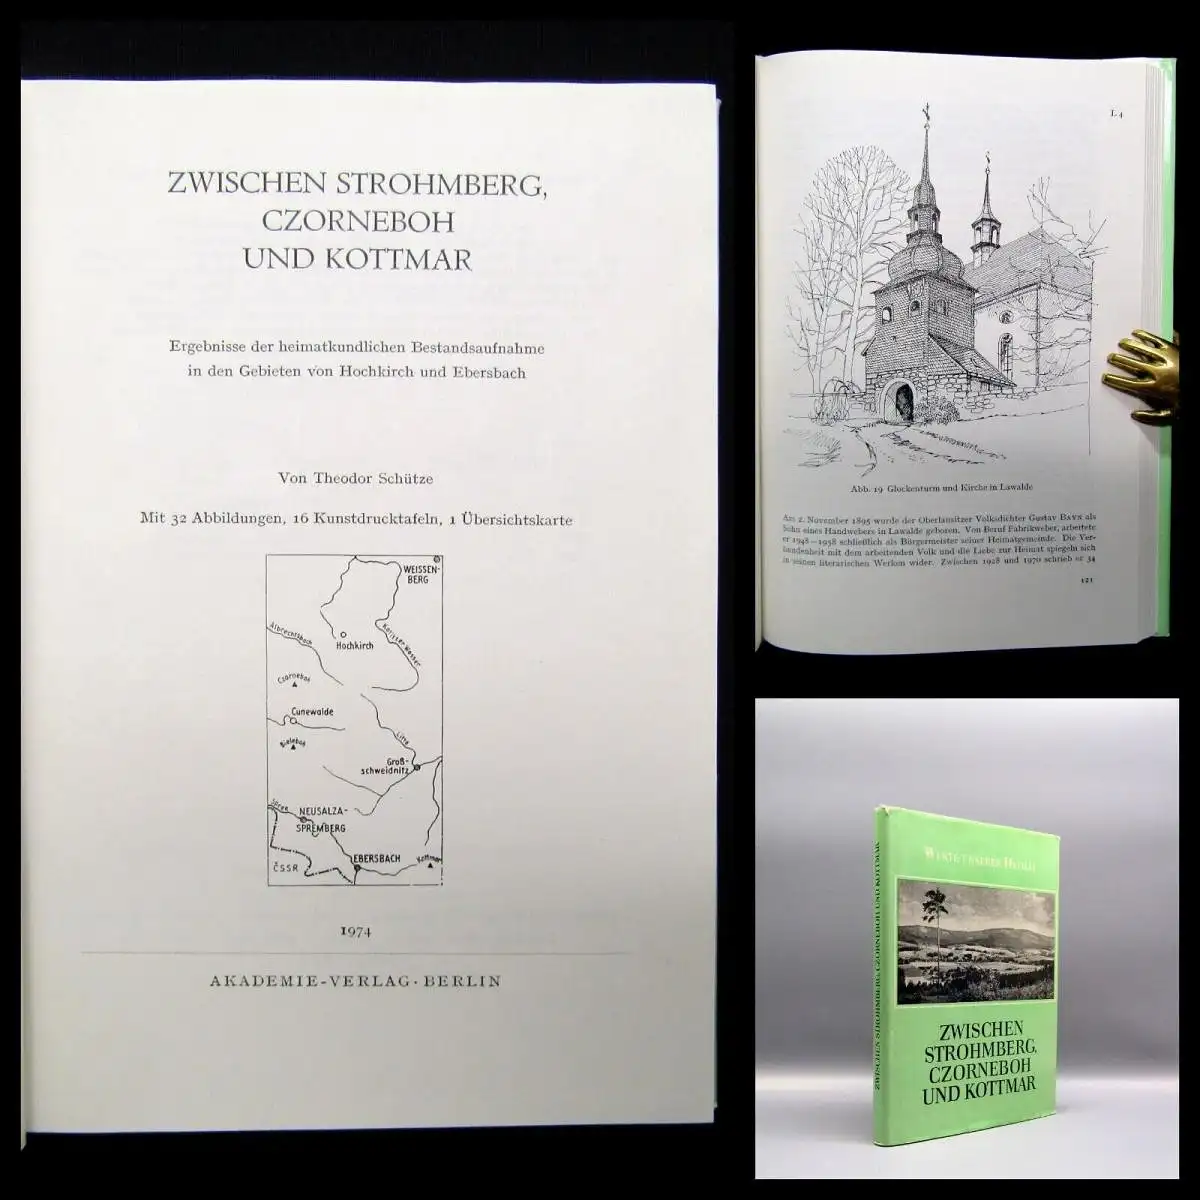 ZWISCHEN STROHMBERG,
CZORNEBOH
UND KOTTMAR
Ergebnisse der heimatkundlichen Bestandsaufnahme
in den Gebieten von Hochkirch und Ebersbach
Von Theodor Schütze
Mit 32 Abbildungen, 16 Kunstdrucktafeln, 1 Übersichtskarte
WEISSEN-
BERG
Albrechtsbach
Hochkirch
Kotitzer Wasser
Czorneboh
Cunewalde
Bieleboh
Litte
Groß-
schweidnitz
Spree
NEUSALZA-
SPREMBERG
EBERSBACH
Kottmar
ČSSR
1974
AKADEMIE-VERLAG · BERLIN
L 4
Abb. 19 Glockenturm und Kirche in Lawalde
Am 2. November 1895 wurde der Oberlausitzer Volksdichter Gustav Bayn als
Sohn eines Handwebers in Lawalde geboren. Von Beruf Fabrikweber, arbeitete
er 1948–1958 schließlich als Bürgermeister seiner Heimatgemeinde. Die Ver-
bundenheit mit dem arbeitenden Volk und die Liebe zur Heimat spiegeln sich
in seinen literarischen Werken wider. Zwischen 1928 und 1970 schrieb er 34
121
WERTE UNSERER HEIMAT
ZWISCHEN
STROHMBERG,
CZORNEBOH
UND KOTTMAR
ZWISCHEN STROHMBERG, CZORNEBOH UND KOTTMAR